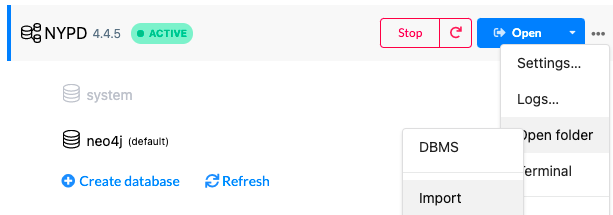 NYPD 4.4.5 ACTIVE Stop Open
Settings...
system
Logs...
neo4j (default)
Open folder
DBMS
Terminal
Create database Refresh
Import